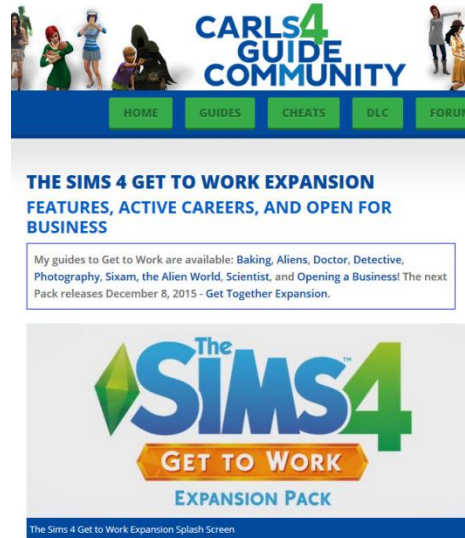 CARLS4
GUIDE
COMMUNITY
HOME GUIDES CHEATS DLC FORUM
THE SIMS 4 GET TO WORK EXPANSION
FEATURES, ACTIVE CAREERS, AND OPEN FOR
BUSINESS
My guides to Get to Work are available: Baking, Aliens, Doctor, Detective,
Photography, Sixam, the Alien World, Scientist, and Opening a Business! The next
Pack releases December 8, 2015 - Get Together Expansion.
The
SIMS 4
GET TO WORK
EXPANSION PACK
The Sims 4 Get to Work Expansion Splash Screen